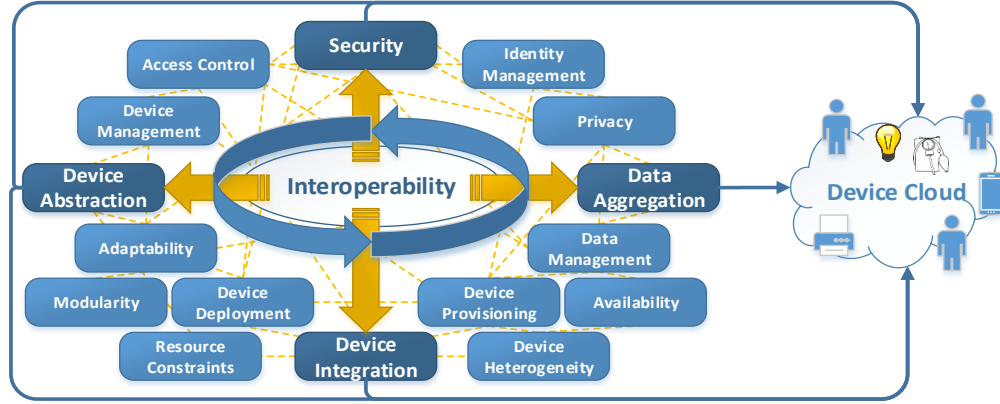 Security
Access Control
Identity
Management
Device
Management
Privacy
Device
Abstraction
Interoperability
Data
Aggregation
Device Cloud
Adaptability
Data
Management
Modularity
Device
Deployment
Device
Provisioning
Availability
Resource
Constraints
Device
Integration
Device
Heterogeneity